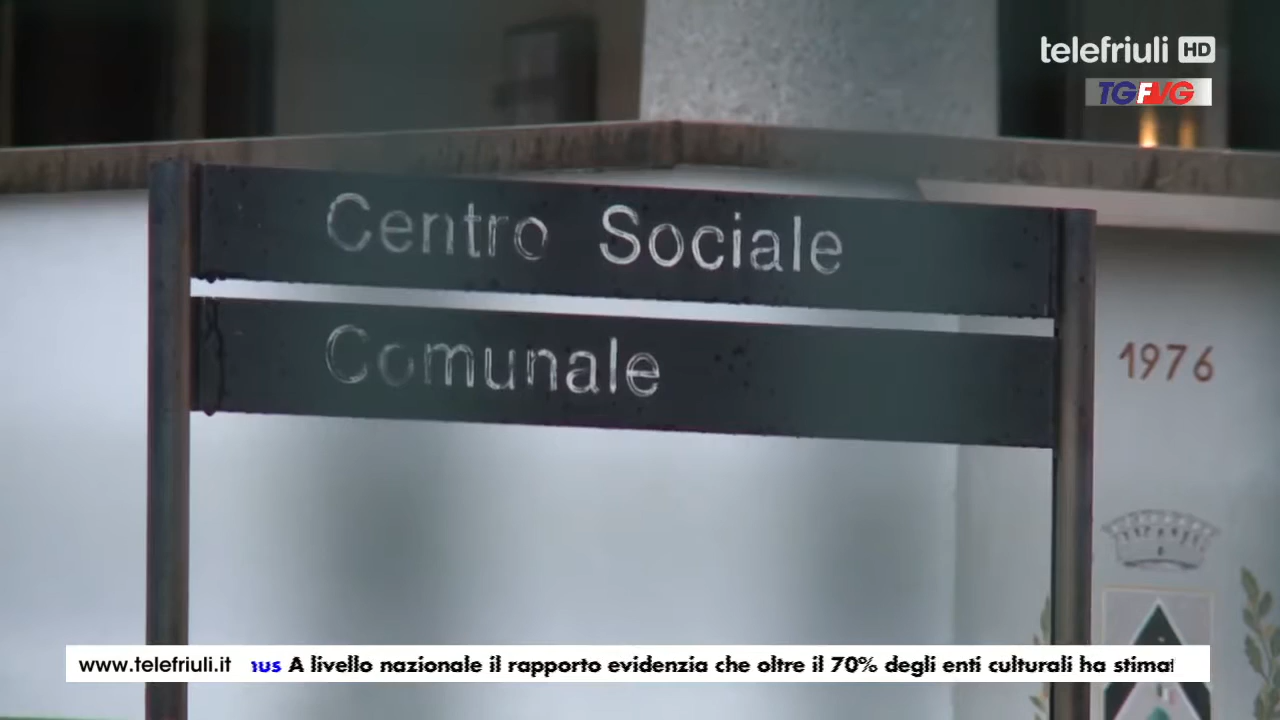 telefriuli HD
TGFVG
Centro Sociale
Comunale
1976
www.telefriuli.it A livello nazionale il rapporto evidenzia che oltre il 70% degli enti culturali ha